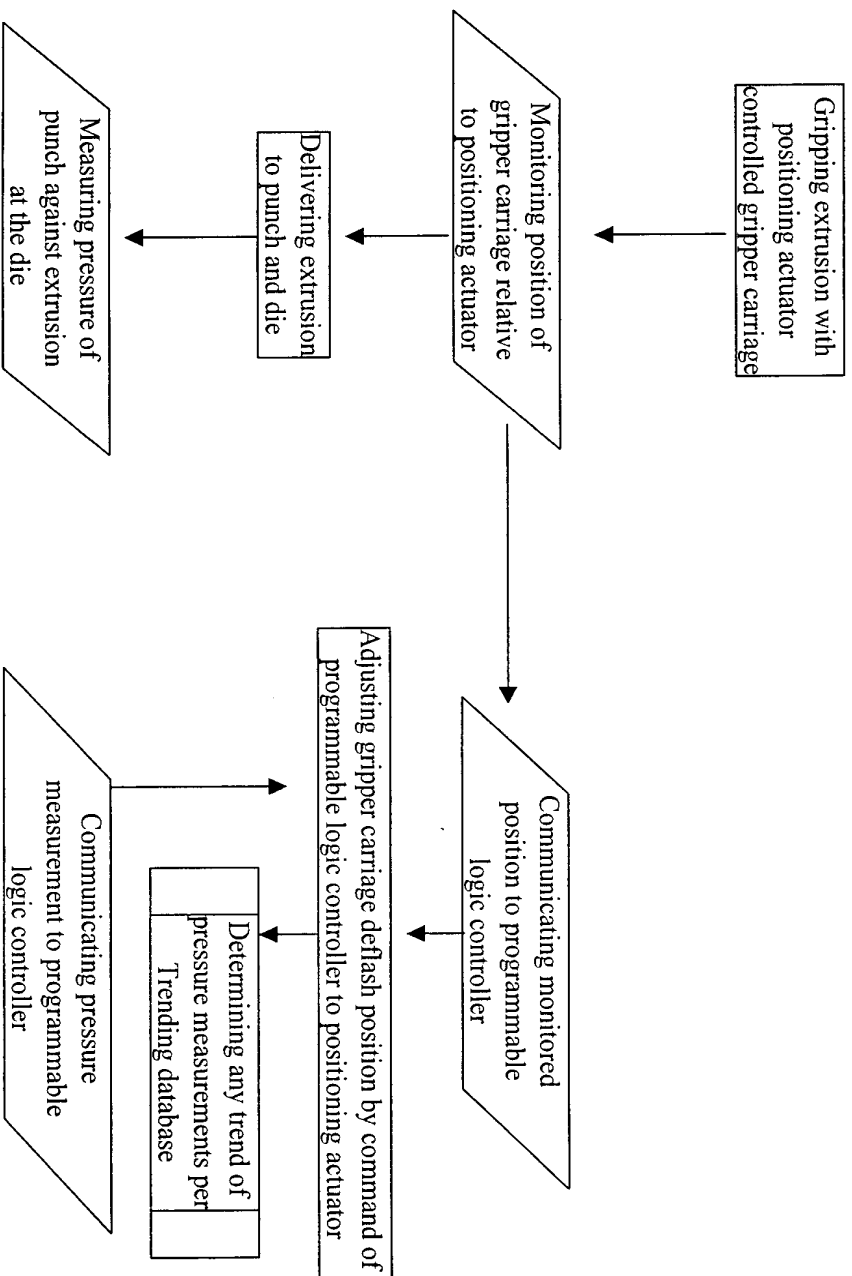 Gripping extrusion with
positioning actuator
controlled gripper carriage
Monitoring position of
gripper carriage relative
to positioning actuator
Delivering extrusion
to punch and die
Measuring pressure of
punch against extrusion
at the die
Communicating monitored
position to programmable
logic controller
Adjusting gripper carriage deflash position by command of
programmable logic controller to positioning actuator
Determining any trend of
pressure measurements per
Trending database
Communicating pressure
measurement to programmable
logic controller